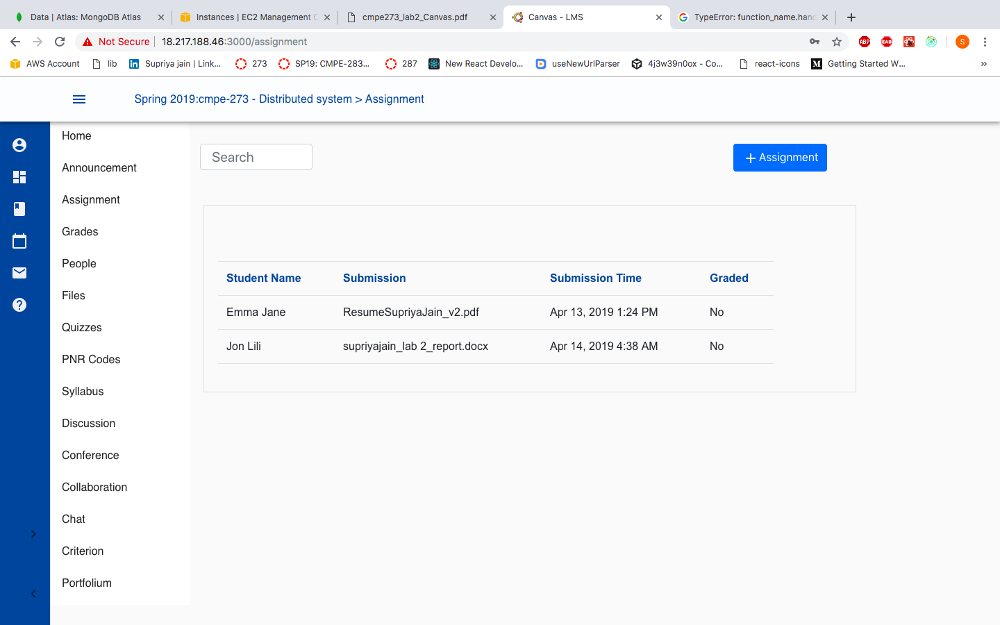 Data | Atlas: MongoDB Atlas
Instances | EC2 Management C
cmpe273_lab2_Canvas.pdf
Canvas - LMS
TypeError: function_name.hand
Not Secure
18.217.188.46:3000/assignment
ABP
EAB
S
AWS Account
lib
Supriya jain | Link...
273
SP19: CMPE-283...
287
New React Develo...
useNewUrlParser
4j3w39n0ox - Co...
react-icons
Getting Started W...
»
Spring 2019:cmpe-273 - Distributed system > Assignment
Home
Announcement
Assignment
Grades
People
Files
Quizzes
PNR Codes
Syllabus
Discussion
Conference
Collaboration
Chat
Criterion
Portfolium
Search
+ Assignment
Student Name Submission Submission Time Graded
Emma Jane ResumeSupriyaJain_v2.pdf Apr 13, 2019 1:24 PM No
Jon Lili supriyajain_lab 2_report.docx Apr 14, 2019 4:38 AM No